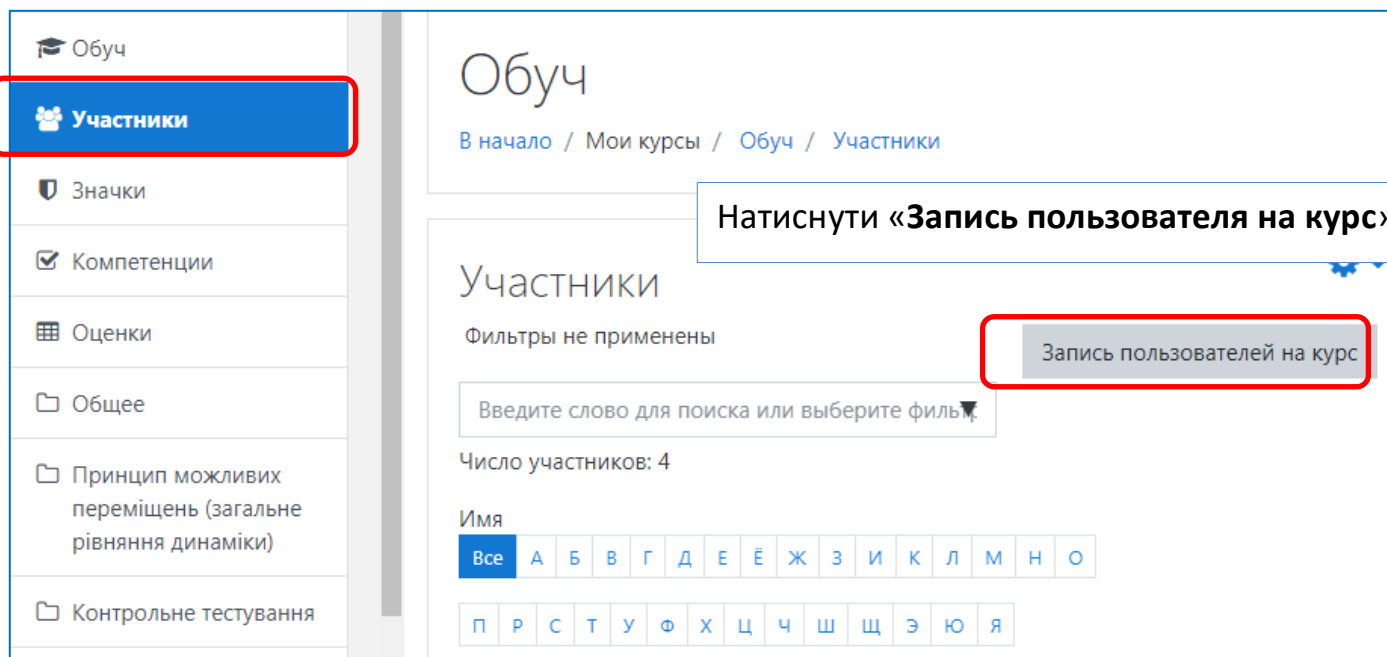 Обуч
Участники
Значки
Компетенции
Оценки
Общее
Принцип можливих
переміщень (загальне
рівняння динаміки)
Контрольне тестування
Обуч
В начало / Мои курсы / Обуч / Участники
Натиснути «Запись пользователя на курс»
Участники
Фильтры не применены
Запись пользователей на курс
Введите слово для поиска или выберите
Число участников: 4
Имя
Все А Б В Г Д Е Ё Ж З И К Л М Н О
П Р С Т У Ф Х Ц Ч Ш Щ Э Ю Я